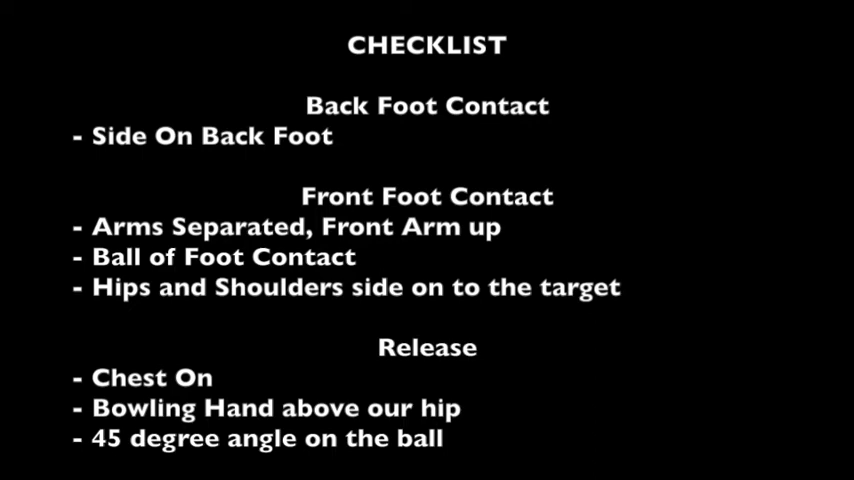 CHECKLIST
Back Foot Contact
- Side On Back Foot
Front Foot Contact
- Arms Separated, Front Arm up
- Ball of Foot Contact
- Hips and Shoulders side on to the target
Release
- Chest On
- Bowling Hand above our hip
- 45 degree angle on the ball